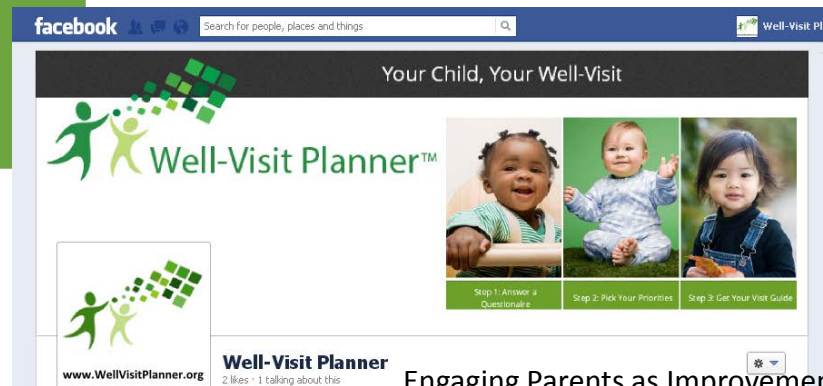 facebook
Search for people, places and things
Well-Visit Pl
Your Child, Your Well-Visit
Well-Visit Planner™
Step 1: Answer a
Questionaire
Step 2: Pick Your Priorities
Step 3: Get Your Visit Guide
www.WellVisitPlanner.org
Well-Visit Planner
2 likes · 1 talking about this
Engaging Parents as Improvemen